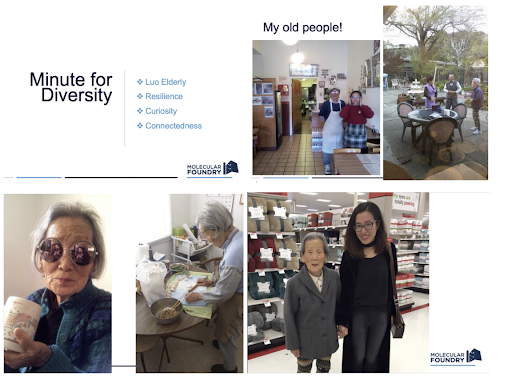 Minute for
Diversity
❖ Luo Elderly
❖ Resilience
❖ Curiosity
❖ Connectedness
MOLECULAR
FOUNDRY
My old people!
MOLECULAR
FOUNDRY